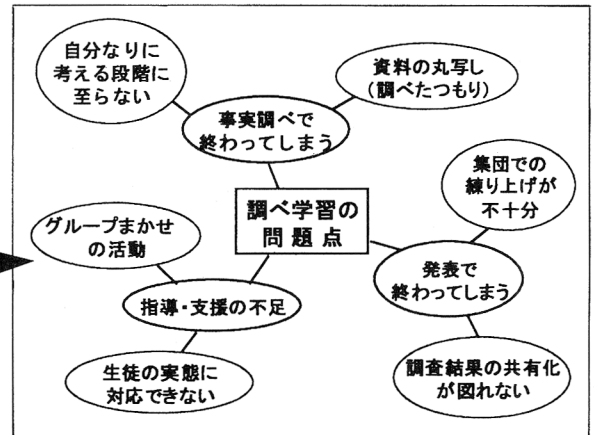 自分なりに
考える段階に
至らない
資料の丸写し
(調べたつもり)
事実調べで
終わってしまう
集団での
練り上げが
不十分
調べ学習の
問題点
グループまかせ
の活動
発表で
終わってしまう
指導・支援の不足
生徒の実態に
対応できない
調査結果の共有化
が図れない